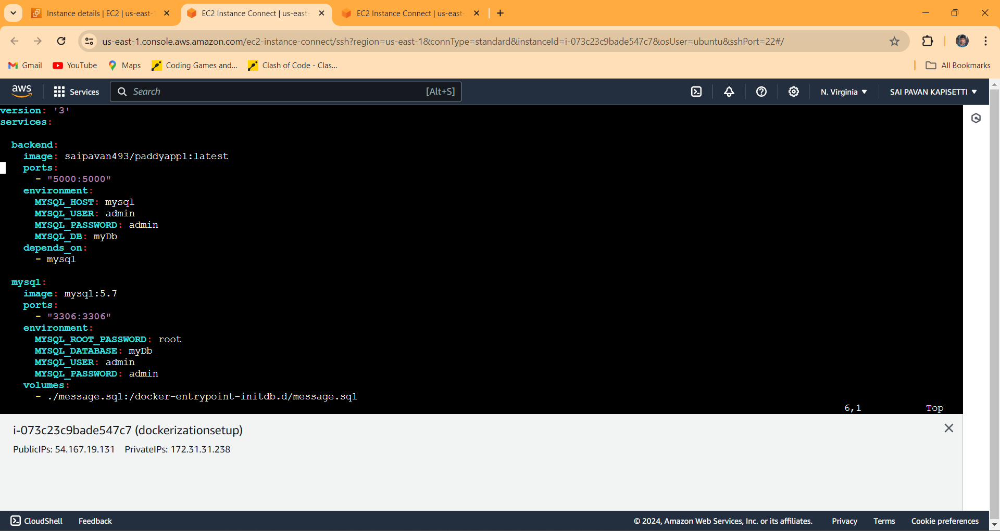 Instance details | EC2 | us-east-
EC2 Instance Connect | us-east-
EC2 Instance Connect | us-east-
us-east-1.console.aws.amazon.com/ec2-instance-connect/ssh?region=us-east-1&connType=standard&instanceId=i-073c23c9bade547c7&osUser=ubuntu&sshPort=22#/
Gmail YouTube Maps Coding Games and... Clash of Code - Clas... All Bookmarks
aws Services Search [Alt+S] N. Virginia SAI PAVAN KAPISETTI
version: '3'
services:
backend:
image: saipavan493/paddyapp1:latest
ports:
- "5000:5000"
environment:
MYSQL_HOST: mysql
MYSQL_USER: admin
MYSQL_PASSWORD: admin
MYSQL_DB: myDb
depends_on:
- mysql
mysql:
image: mysql:5.7
ports:
- "3306:3306"
environment:
MYSQL_ROOT_PASSWORD: root
MYSQL_DATABASE: myDb
MYSQL_USER: admin
MYSQL_PASSWORD: admin
volumes:
- ./message.sql:/docker-entrypoint-initdb.d/message.sql
6,1 Top
i-073c23c9bade547c7 (dockerizationsetup)
PublicIPs: 54.167.19.131 PrivateIPs: 172.31.31.238
CloudShell Feedback © 2024, Amazon Web Services, Inc. or its affiliates. Privacy Terms Cookie preferences